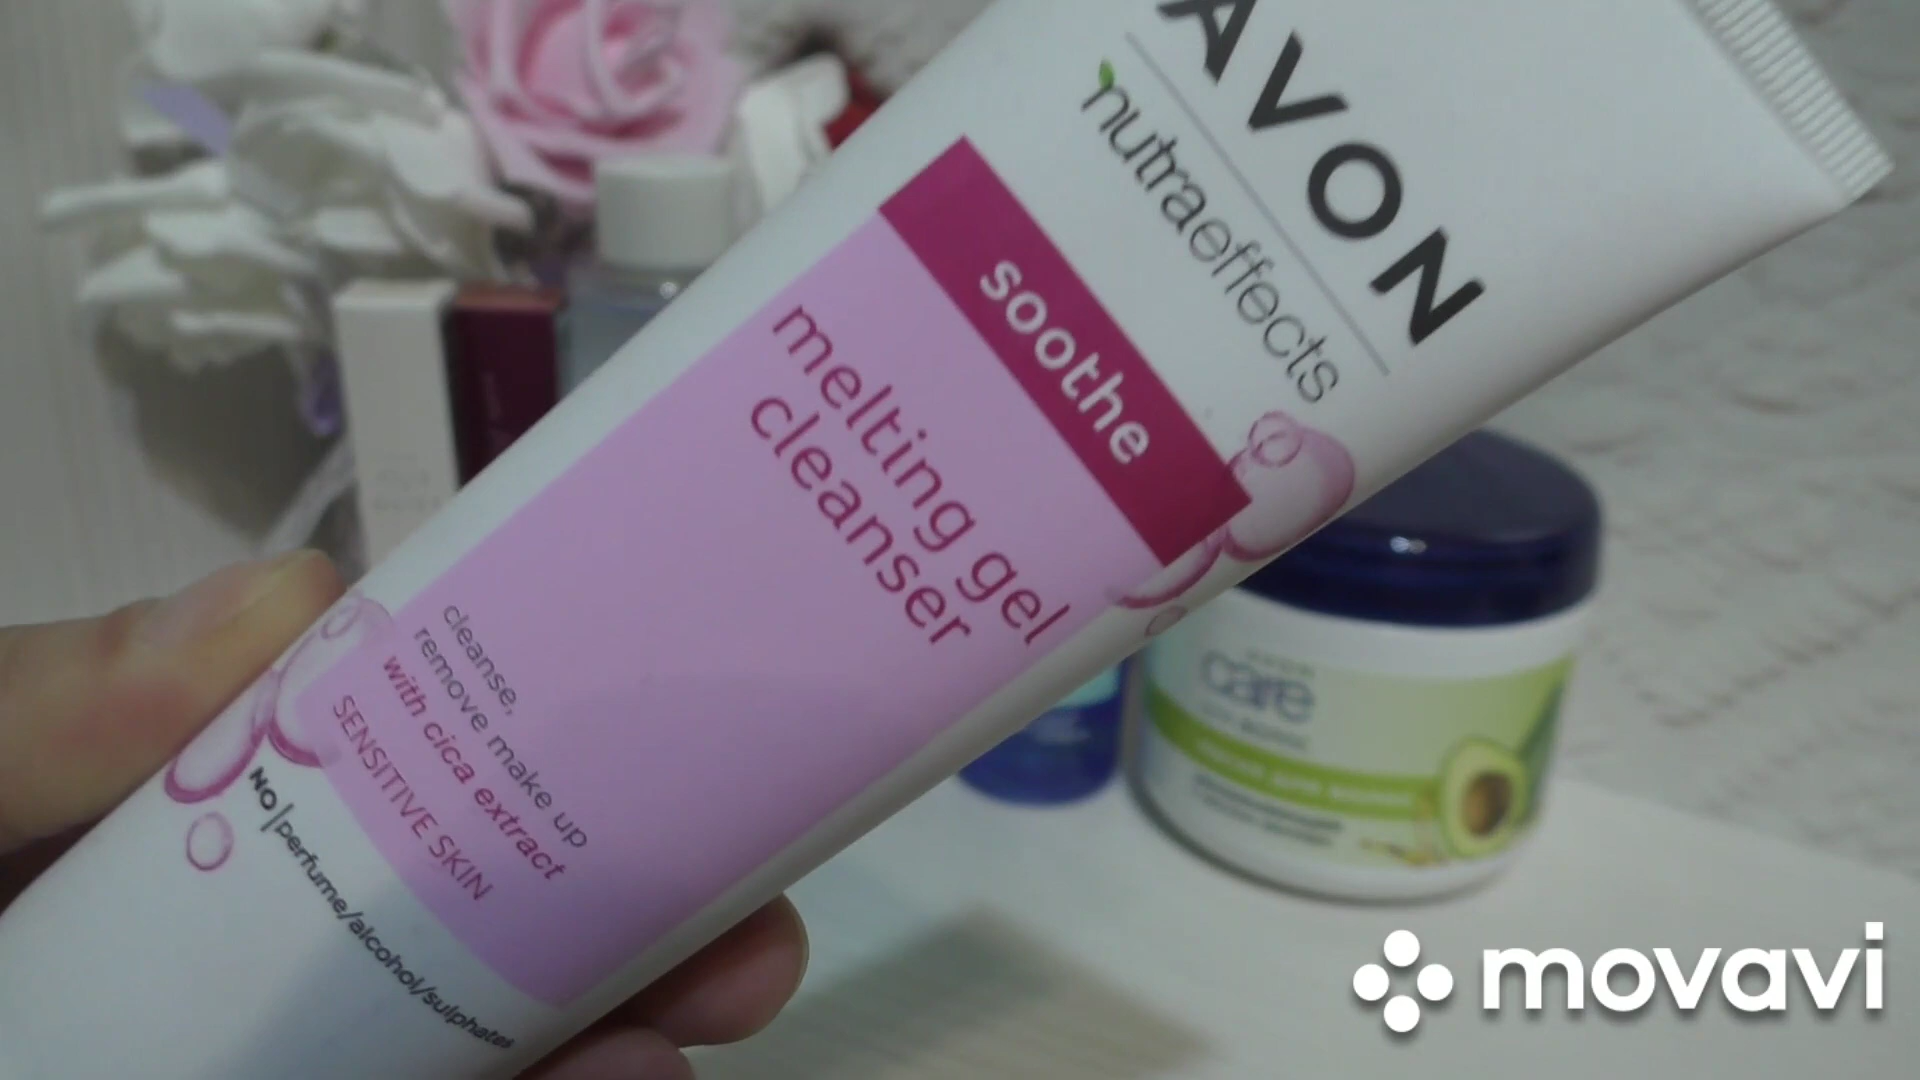 AVON
nutraeffects
soothe
melting gel
cleanser
cleanse,
remove make up
with cica extract
SENSITIVE SKIN
NO|perfume/alcohol/sulphates
care
movavi